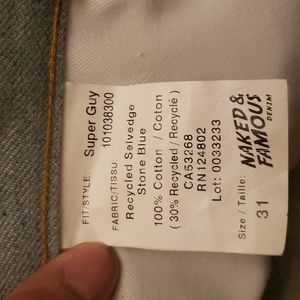 FIT/STYLE: Super Guy
101038300
FABRIC/TISSU:
Recycled Selvedge
Stone Blue
100% Cotton / Coton
( 30% Recycled / Recyclé )
CA53268
RN124802
Lot: 0033233
NAKED &
FAMOUS
DENIM
Size / Taille:
31